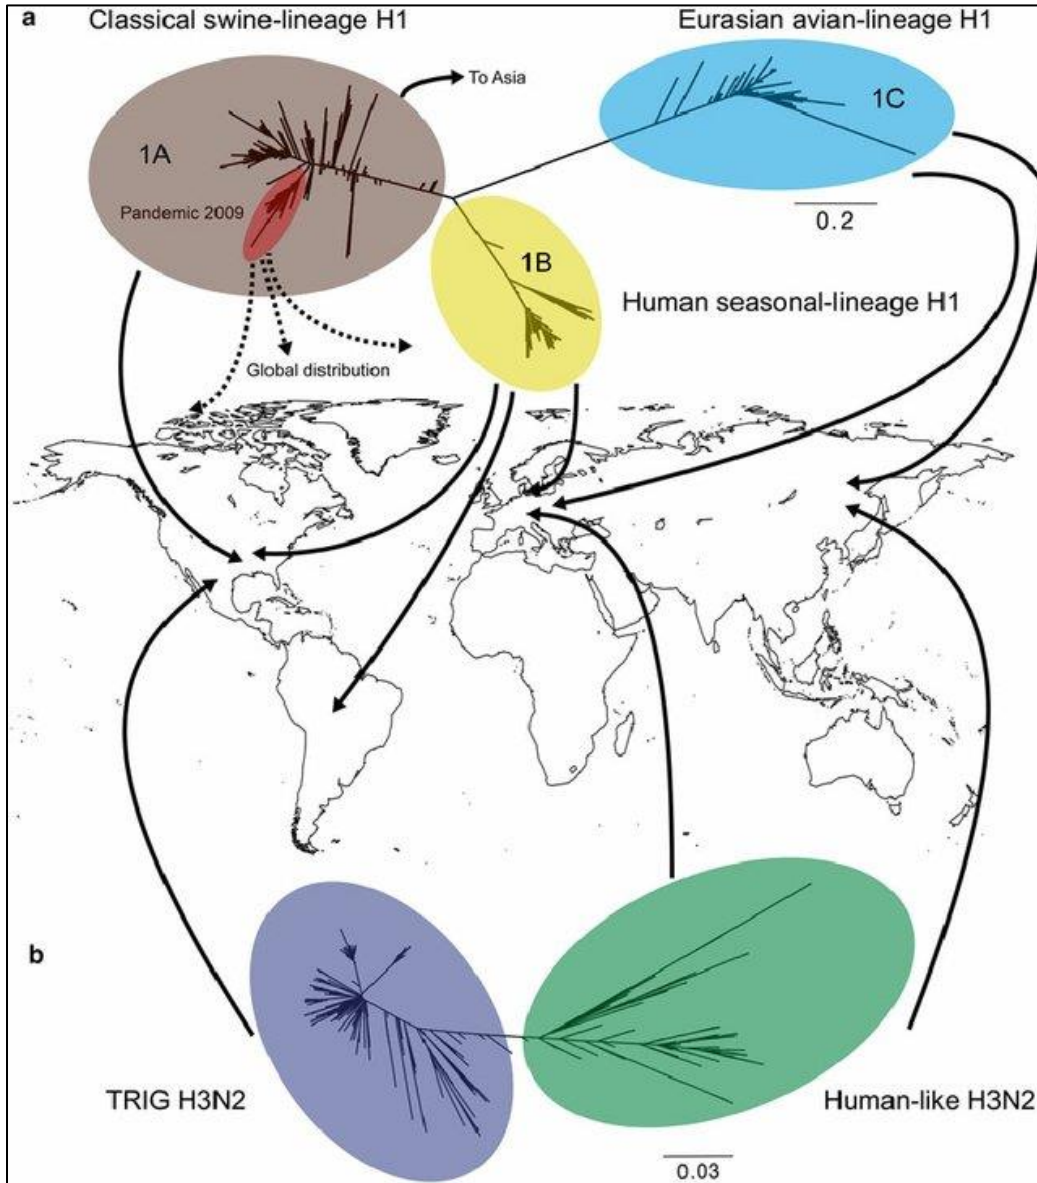 a
Classical swine-lineage H1
Eurasian avian-lineage H1
To Asia
1A
1C
Pandemic 2009
0.2
1B
Human seasonal-lineage H1
Global distribution
b
TRIG H3N2
Human-like H3N2
0.03